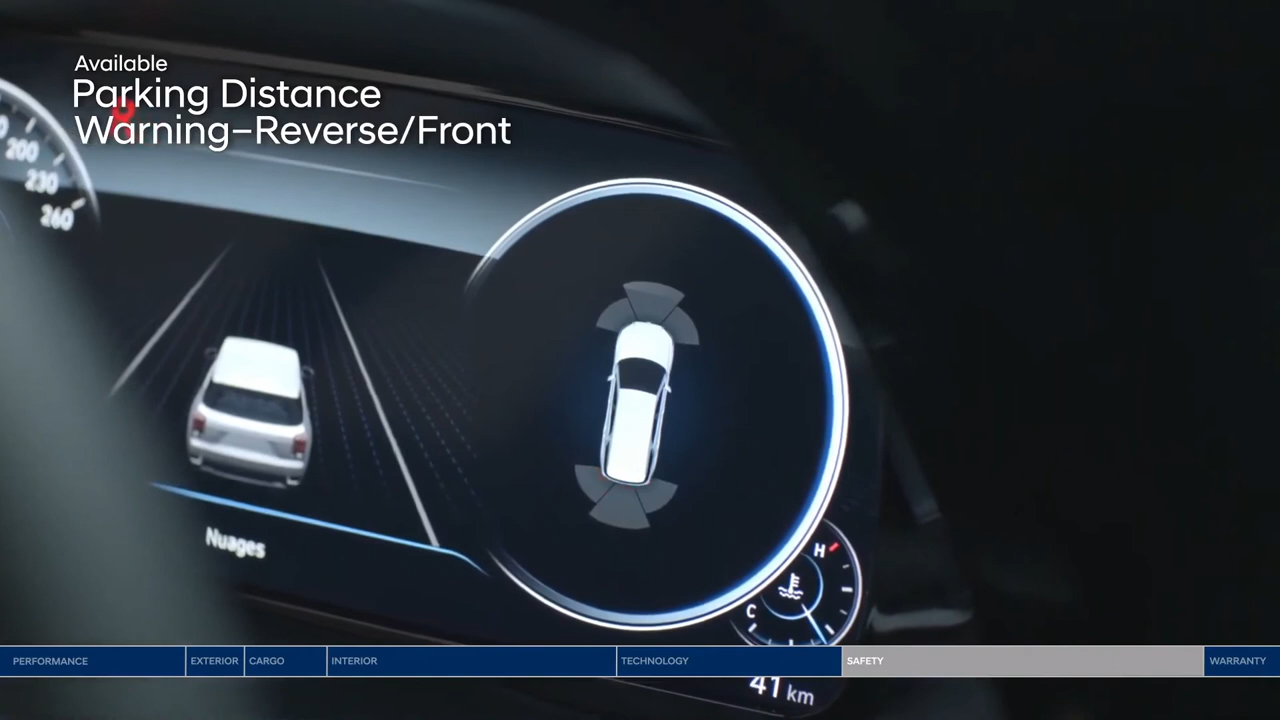 Available
Parking Distance
Warning–Reverse/Front
200
230
260
Nuages
H
C
PERFORMANCE
EXTERIOR
CARGO
INTERIOR
TECHNOLOGY
SAFETY
WARRANTY
41 km